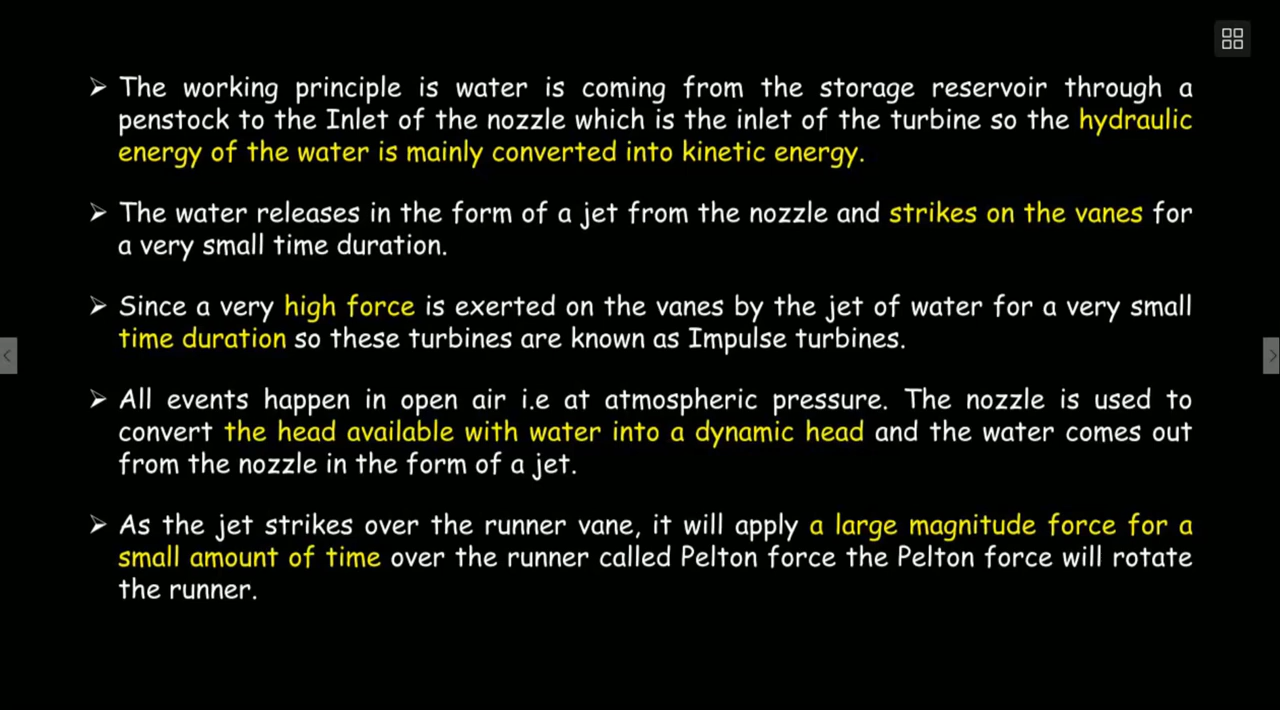 ➢ The working principle is water is coming from the storage reservoir through a
penstock to the Inlet of the nozzle which is the inlet of the turbine so the hydraulic
energy of the water is mainly converted into kinetic energy.
➢ The water releases in the form of a jet from the nozzle and strikes on the vanes for
a very small time duration.
➢ Since a very high force is exerted on the vanes by the jet of water for a very small
time duration so these turbines are known as Impulse turbines.
➢ All events happen in open air i.e at atmospheric pressure. The nozzle is used to
convert the head available with water into a dynamic head and the water comes out
from the nozzle in the form of a jet.
➢ As the jet strikes over the runner vane, it will apply a large magnitude force for a
small amount of time over the runner called Pelton force the Pelton force will rotate
the runner.